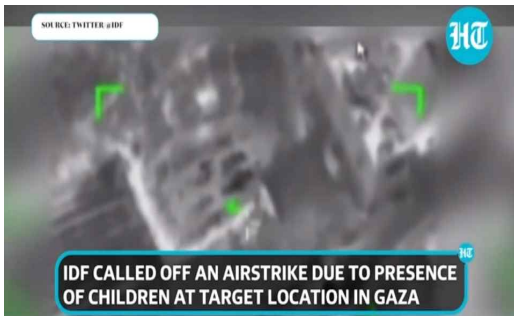 SOURCE: TWITTER @IDF
HT
HT
IDF CALLED OFF AN AIRSTRIKE DUE TO PRESENCE
OF CHILDREN AT TARGET LOCATION IN GAZA